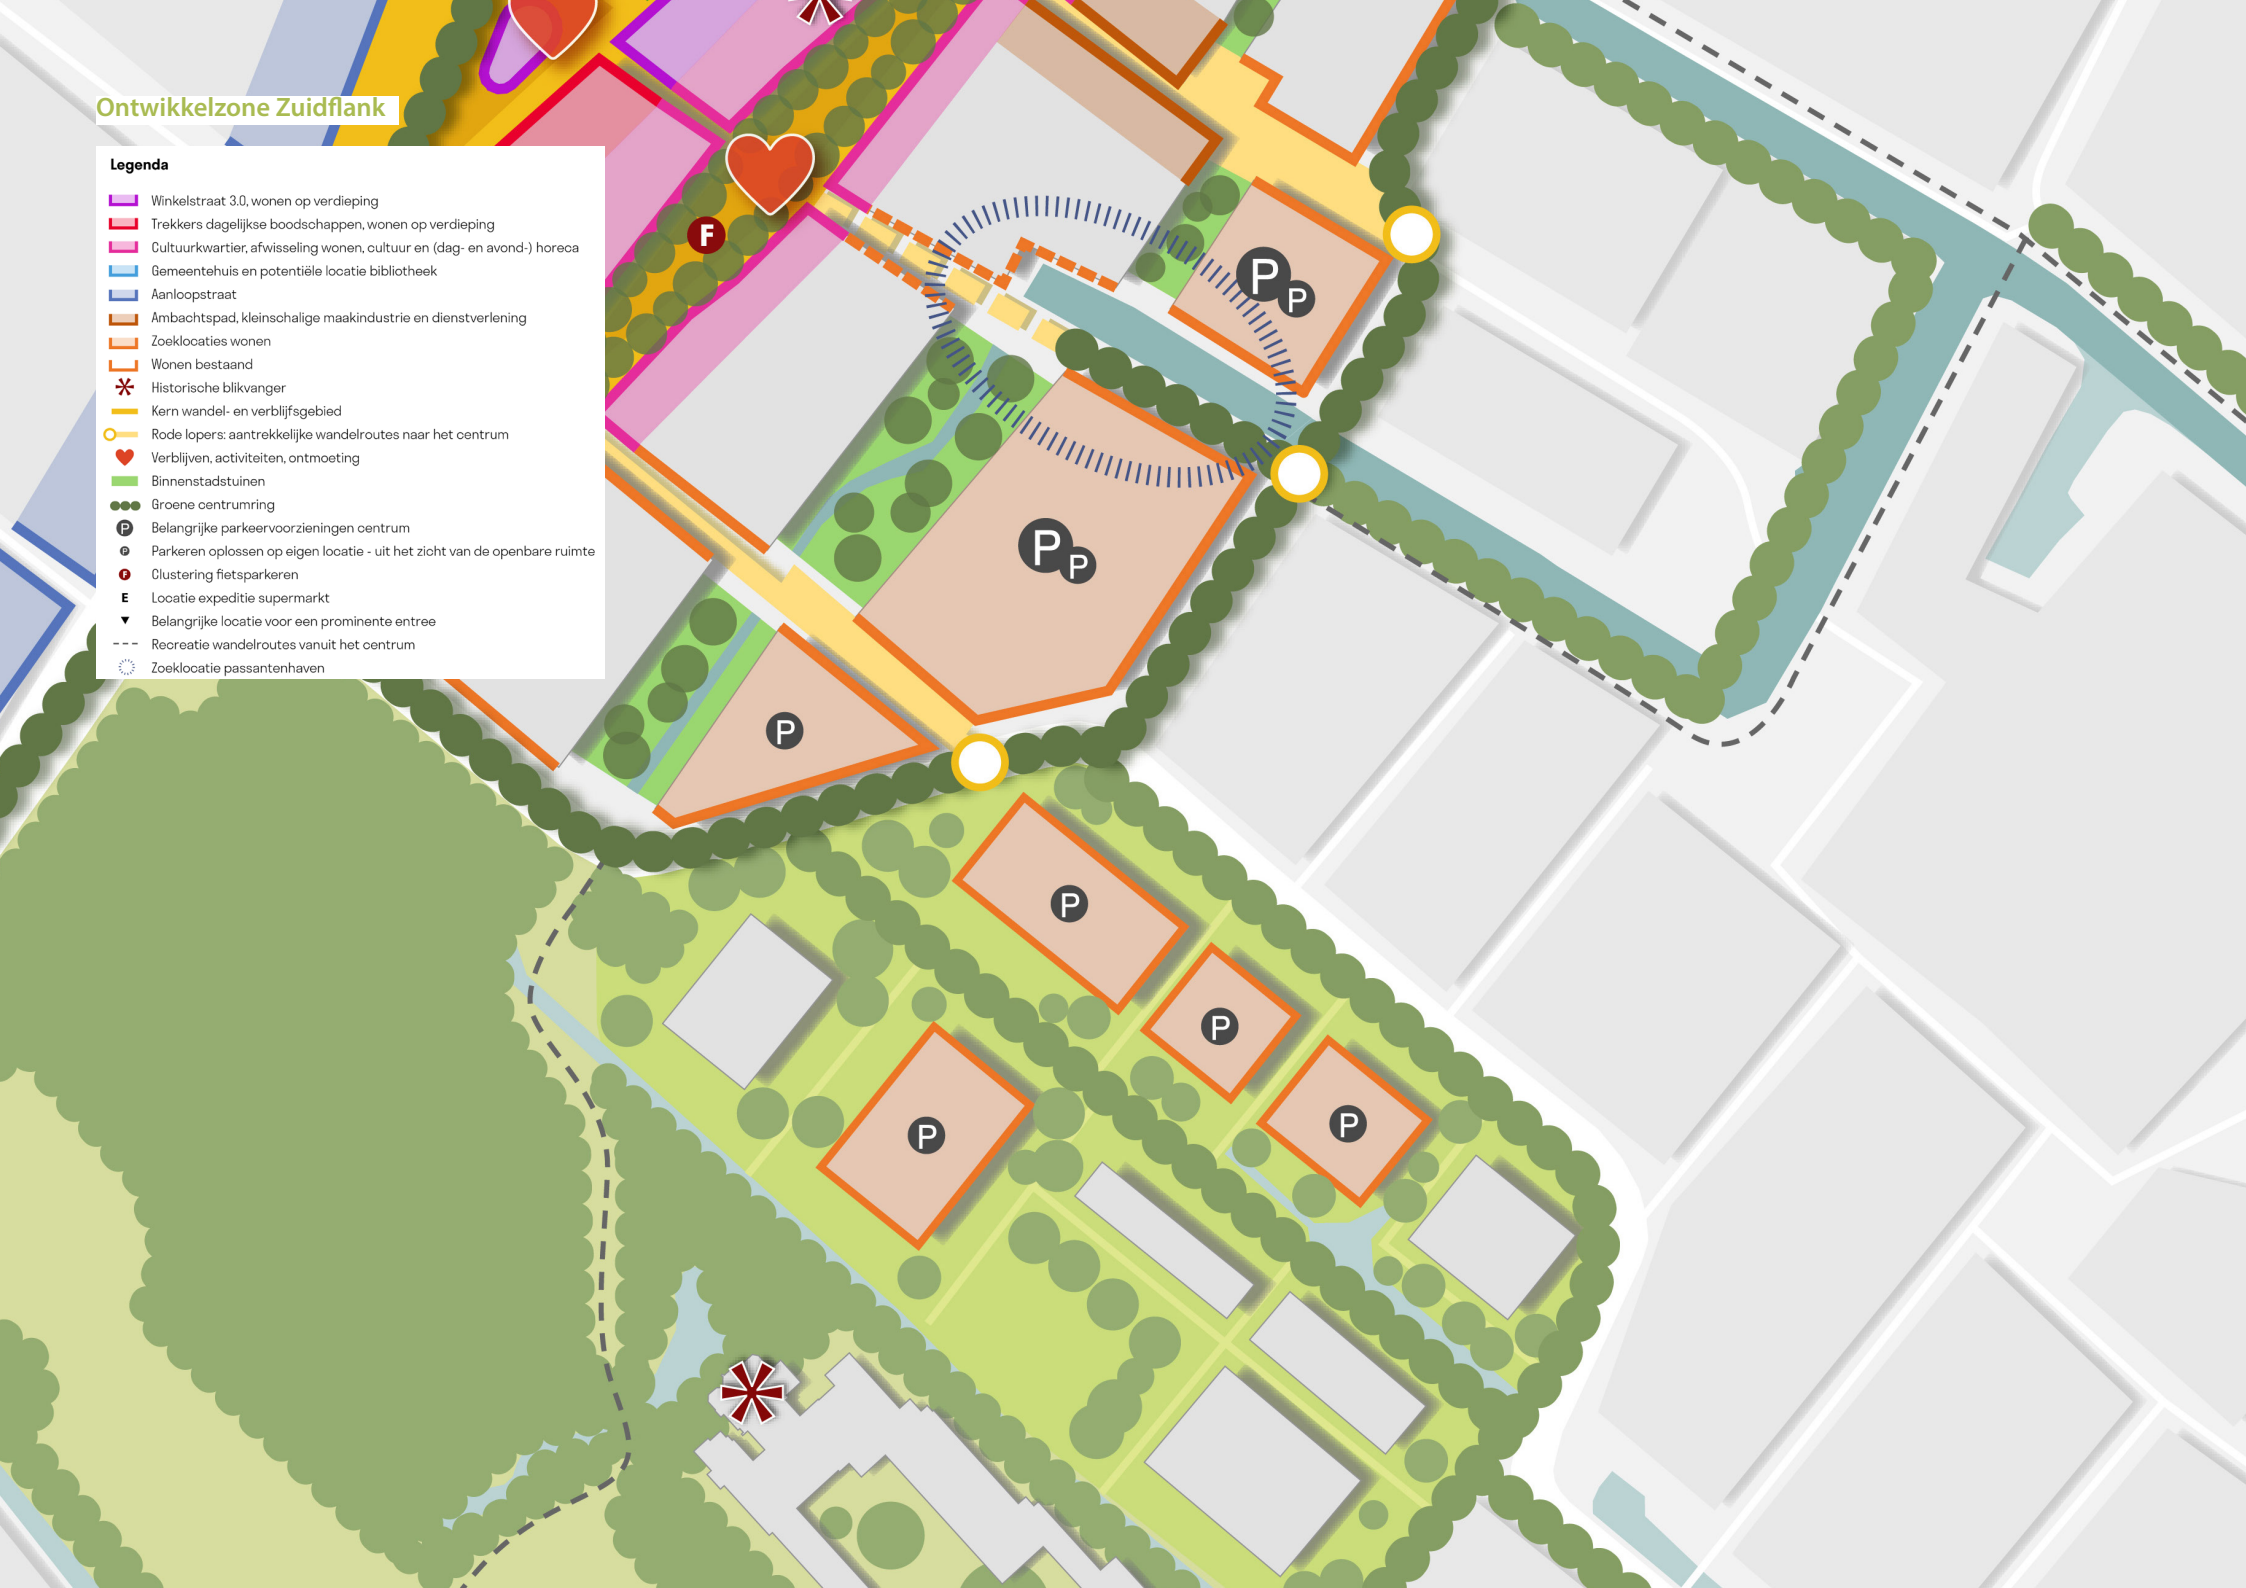 Ontwikkelzone Zuidflank
Legenda
Winkelstraat 3.0, wonen op verdieping
Trekkers dagelijkse boodschappen, wonen op verdieping
Cultuurkwartier, afwisseling wonen, cultuur en (dag- en avond-) horeca
Gemeentehuis en potentiële locatie bibliotheek
Aanloopstraat
Ambachtspad, kleinschalige maakindustrie en dienstverlening
Zoeklocaties wonen
Wonen bestaand
Historische blikvanger
Kern wandel- en verblijfsgebied
Rode lopers: aantrekkelijke wandelroutes naar het centrum
Verblijven, activiteiten, ontmoeting
Binnenstadstuinen
Groene centrumring
P Belangrijke parkeervoorzieningen centrum
P Parkeren oplossen op eigen locatie - uit het zicht van de openbare ruimte
F Clustering fietsparkeren
E Locatie expeditie supermarkt
Belangrijke locatie voor een prominente entree
Recreatie wandelroutes vanuit het centrum
Zoeklocatie passantenhaven
F
P P
P P
P
P
P
P
P